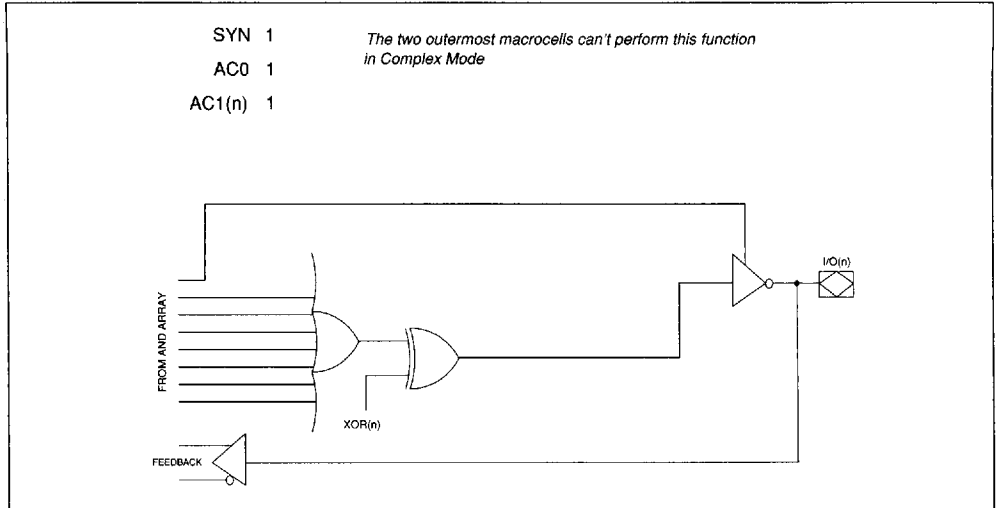 SYN 1
AC0 1
AC1(n) 1
The two outermost macrocells can't perform this function
in Complex Mode
I/O(n)
FROM AND ARRAY
XOR(n)
FEEDBACK